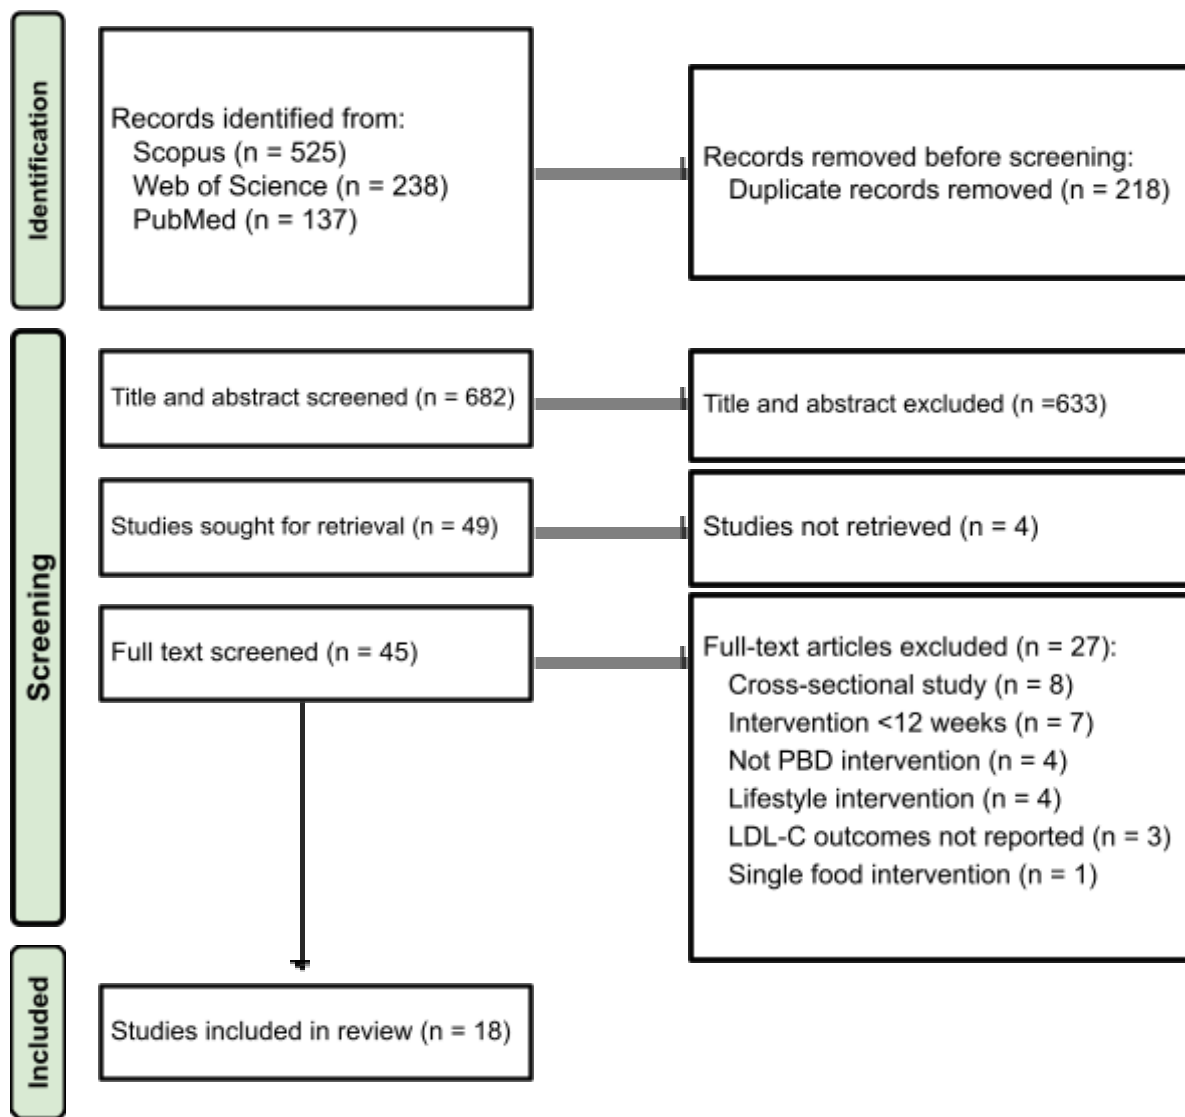 Identification
Records identified from:
Scopus (n = 525)
Web of Science (n = 238)
PubMed (n = 137)
Records removed before screening:
Duplicate records removed (n = 218)
Screening
Title and abstract screened (n = 682)
Title and abstract excluded (n =633)
Studies sought for retrieval (n = 49)
Studies not retrieved (n = 4)
Full text screened (n = 45)
Full-text articles excluded (n = 27):
Cross-sectional study (n = 8)
Intervention <12 weeks (n = 7)
Not PBD intervention (n = 4)
Lifestyle intervention (n = 4)
LDL-C outcomes not reported (n = 3)
Single food intervention (n = 1)
Included
Studies included in review (n = 18)